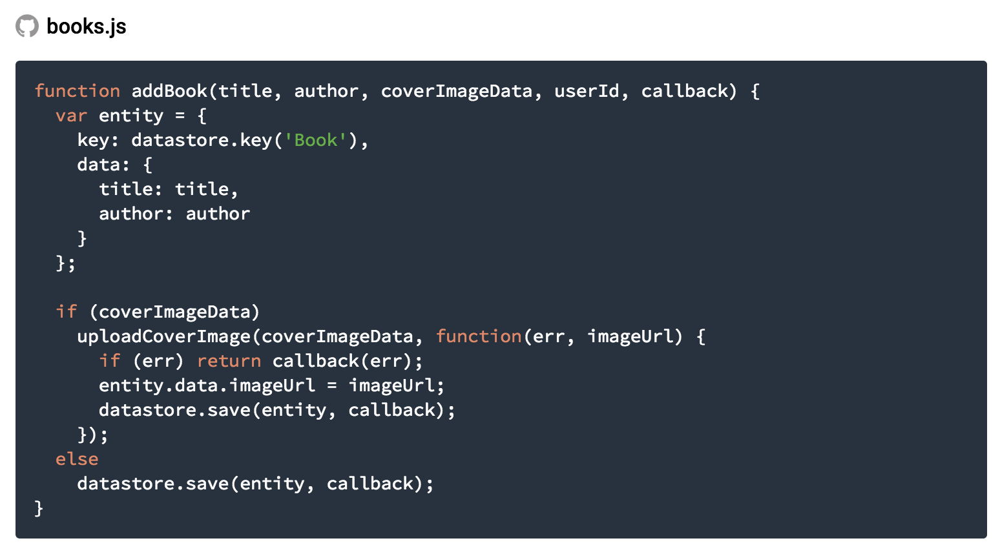 books.js
function addBook(title, author, coverImageData, userId, callback) {
  var entity = {
    key: datastore.key('Book'),
    data: {
      title: title,
      author: author
    }
  };

  if (coverImageData)
    uploadCoverImage(coverImageData, function(err, imageUrl) {
      if (err) return callback(err);
      entity.data.imageUrl = imageUrl;
      datastore.save(entity, callback);
    });
  else
    datastore.save(entity, callback);
}